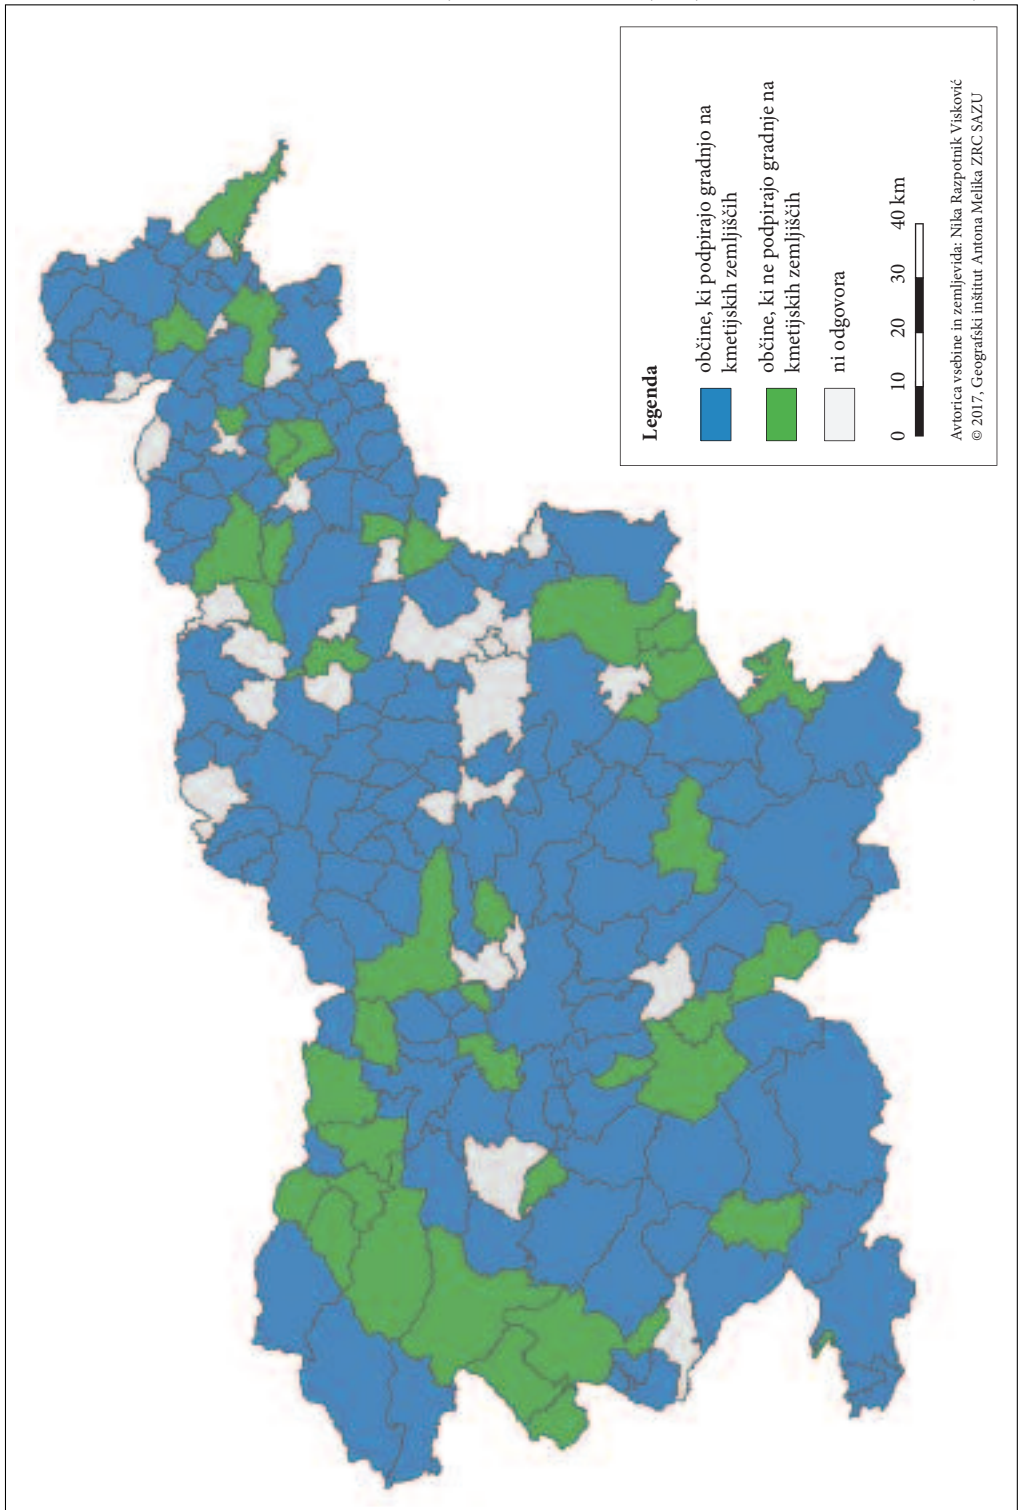 Legenda
občine, ki podpirajo gradnjo na
kmetijskih zemljiščih
občine, ki ne podpirajo gradnje na
kmetijskih zemljiščih
ni odgovora
0 10 20 30 40 km
Avtorica vsebine in zemljevida: Nika Razpotnik Visković
© 2017, Geografski inštitut Antona Melika ZRC SAZU